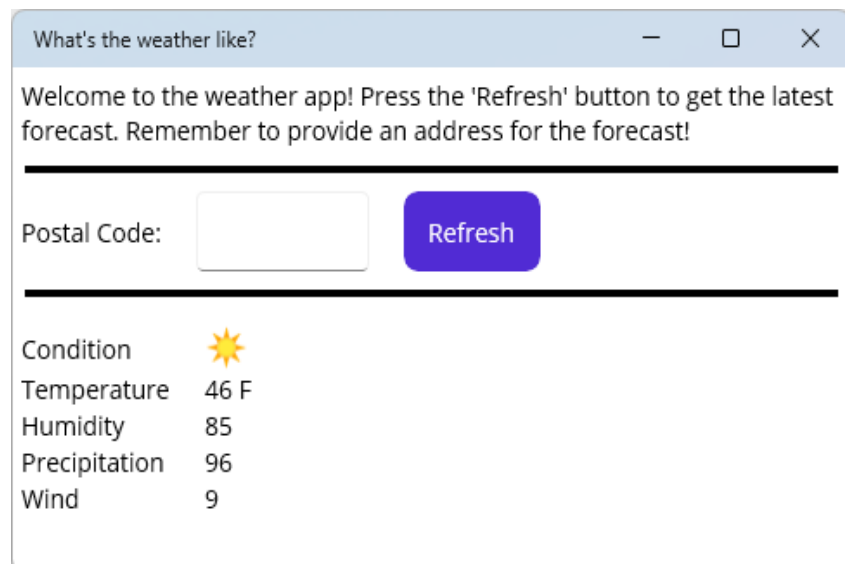 What's the weather like?
Welcome to the weather app! Press the 'Refresh' button to get the latest
forecast. Remember to provide an address for the forecast!
Postal Code: Refresh
Condition
Temperature 46 F
Humidity 85
Precipitation 96
Wind 9